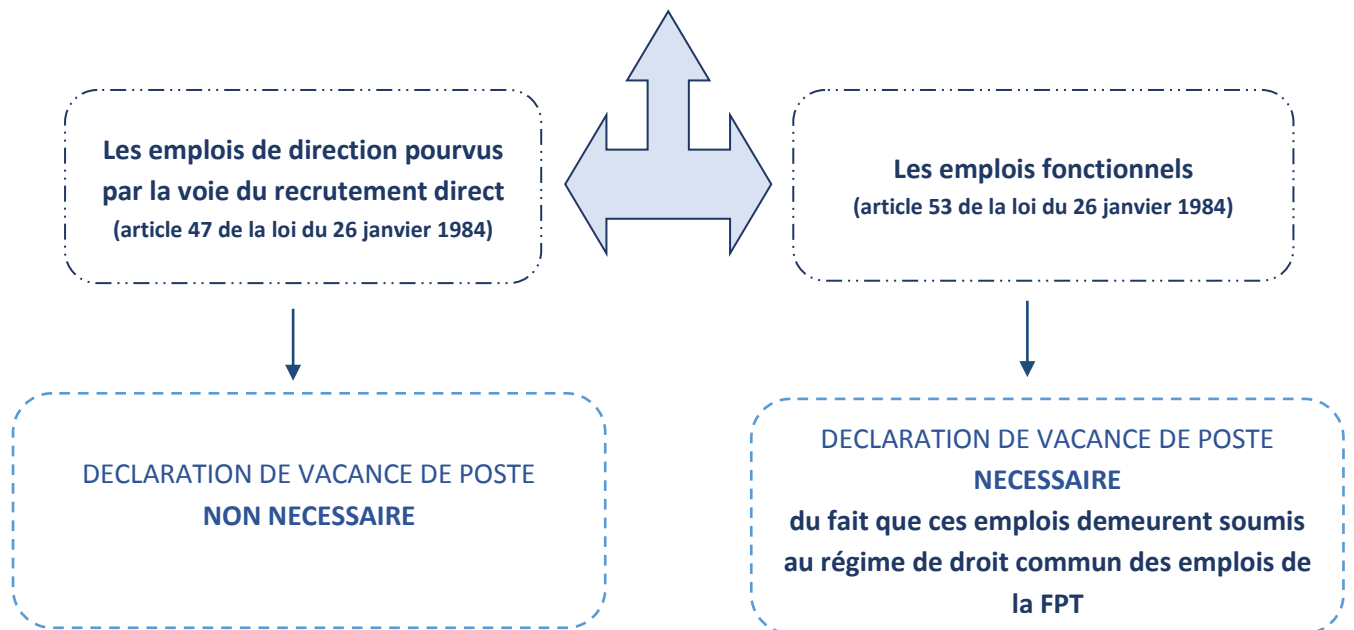 Les emplois de direction pourvus
par la voie du recrutement direct
(article 47 de la loi du 26 janvier 1984)
Les emplois fonctionnels
(article 53 de la loi du 26 janvier 1984)
DECLARATION DE VACANCE DE POSTE
NON NECESSAIRE
DECLARATION DE VACANCE DE POSTE
NECESSAIRE
du fait que ces emplois demeurent soumis
au régime de droit commun des emplois de
la FPT